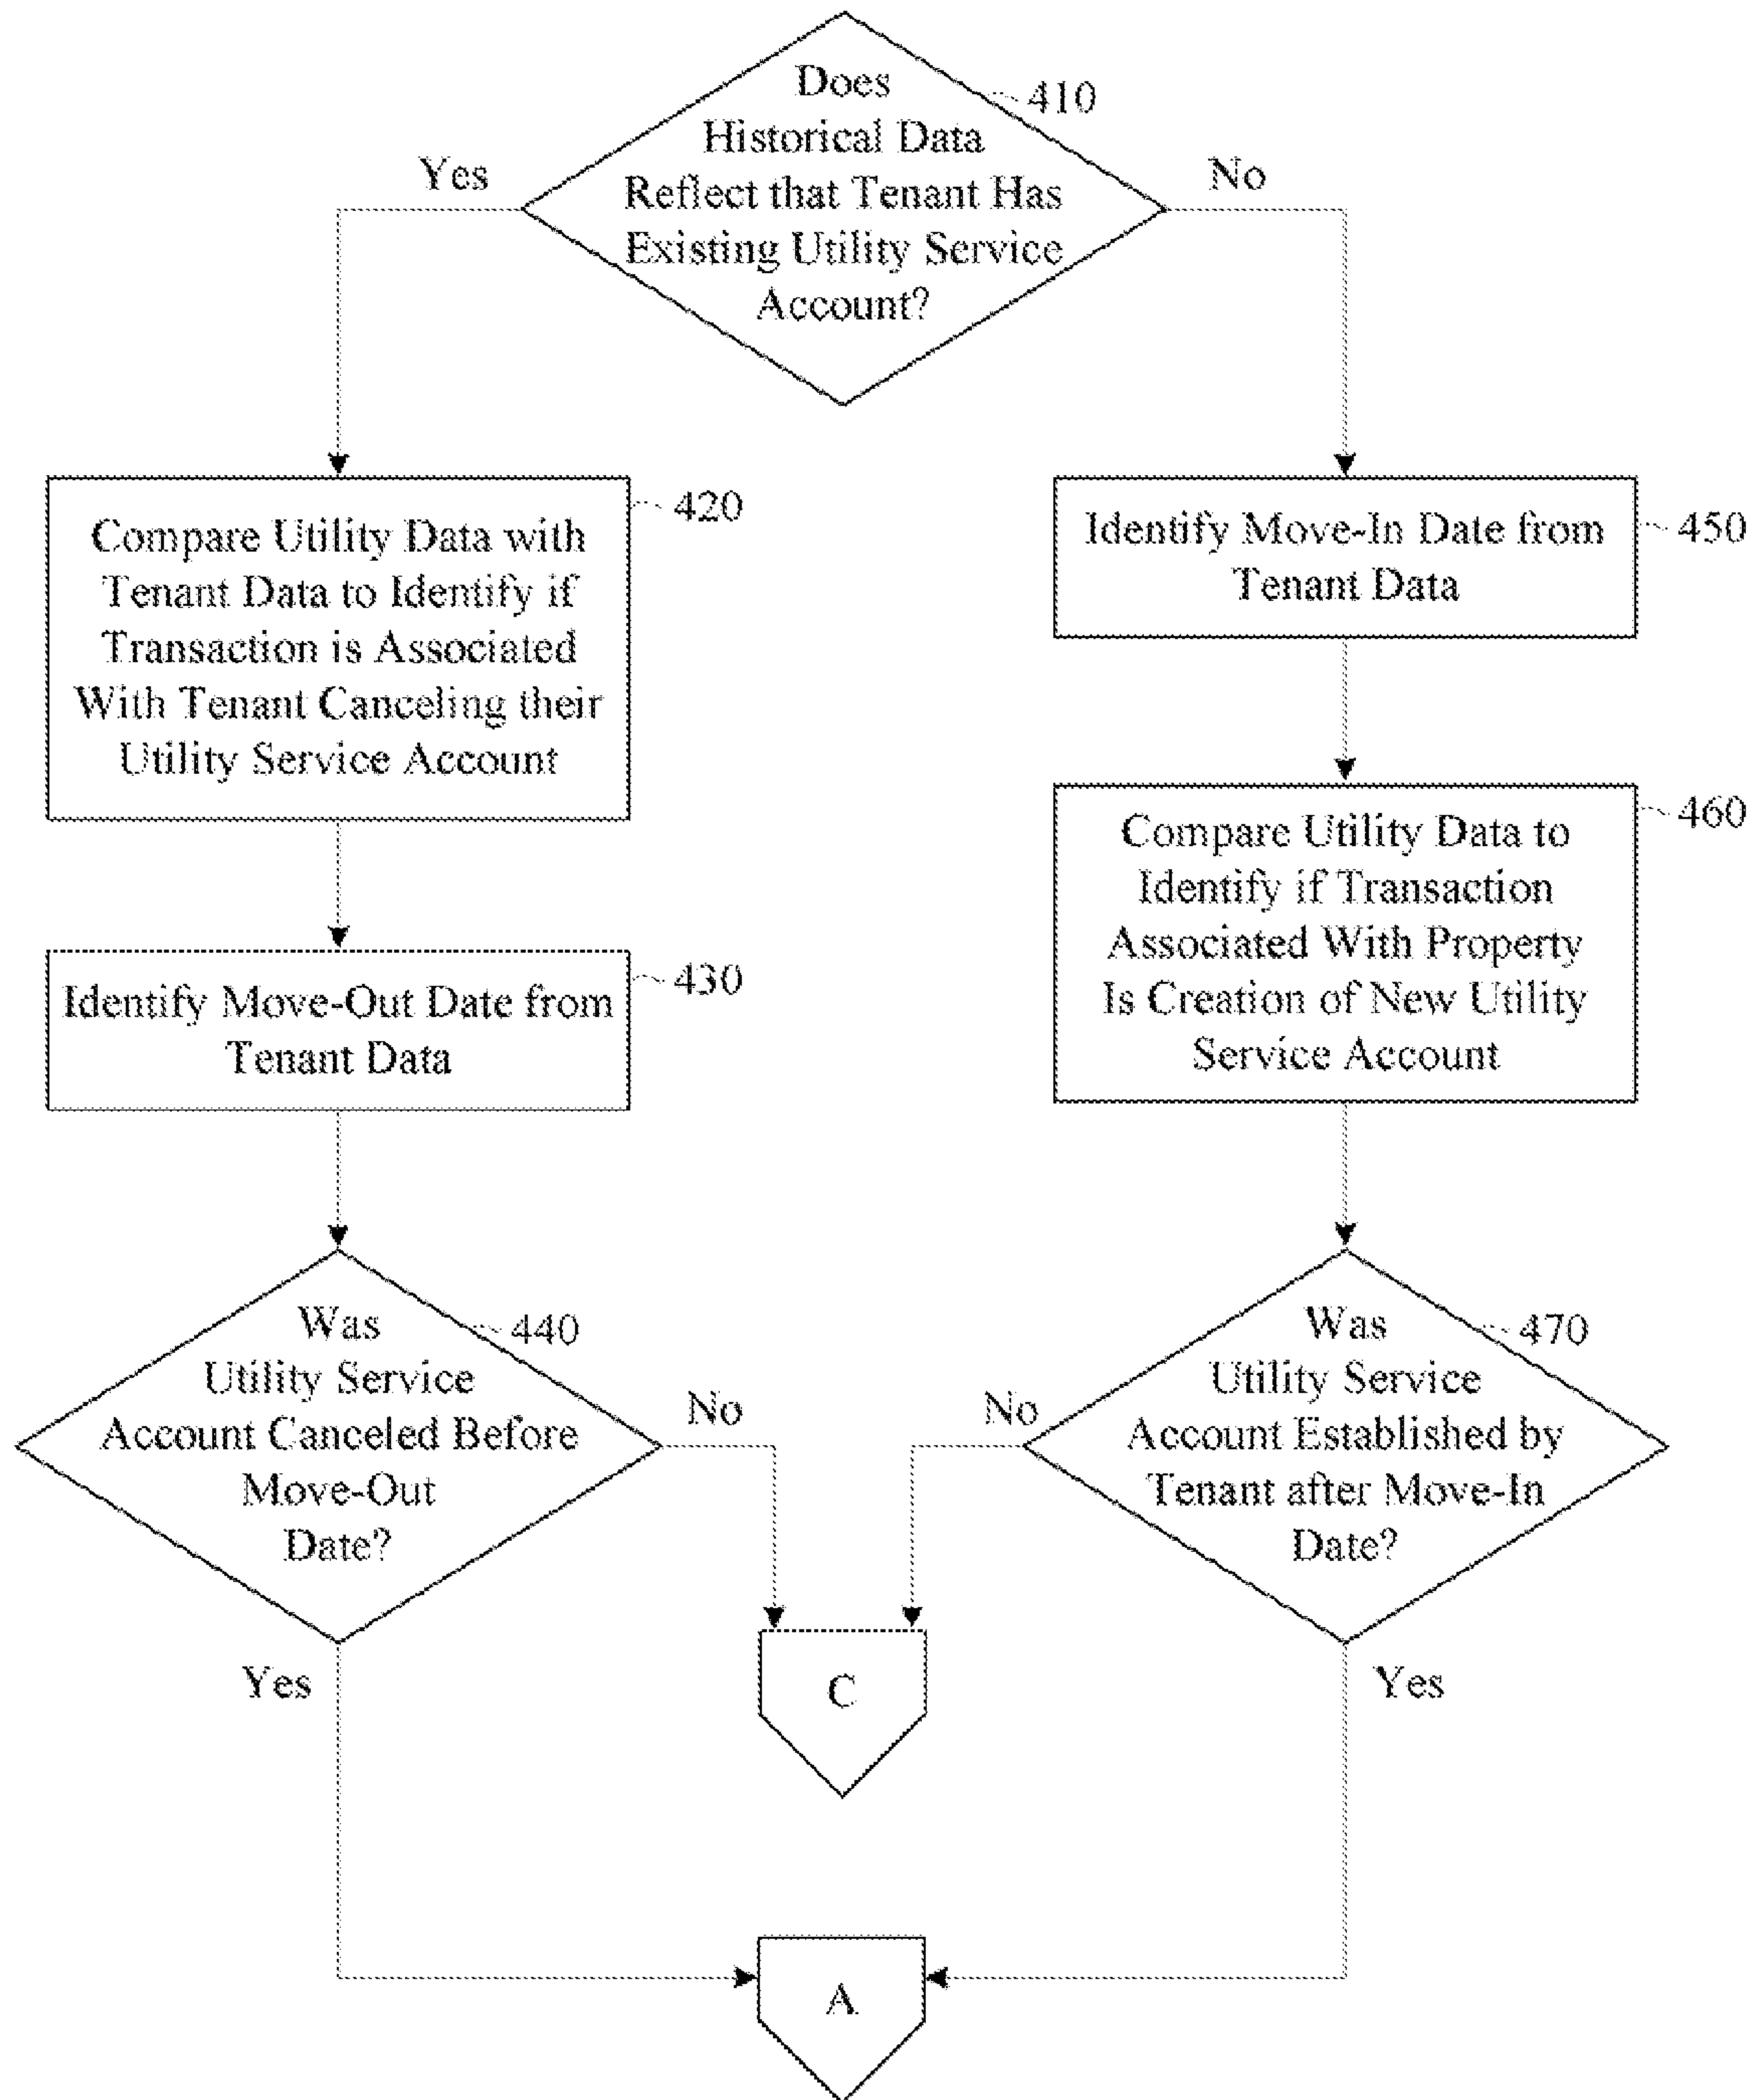 Does
Historical Data
Reflect that Tenant Has
Existing Utility Service
Account?
410
Yes
No
Compare Utility Data with
Tenant Data to Identify if
Transaction is Associated
With Tenant Canceling their
Utility Service Account
420
Identify Move-In Date from
Tenant Data
450
Compare Utility Data to
Identify if Transaction
Associated With Property
Is Creation of New Utility
Service Account
460
Identify Move-Out Date from
Tenant Data
430
Was
Utility Service
Account Canceled Before
Move-Out
Date?
440
No
Yes
Was
Utility Service
Account Established by
Tenant after Move-In
Date?
470
No
Yes
C
A